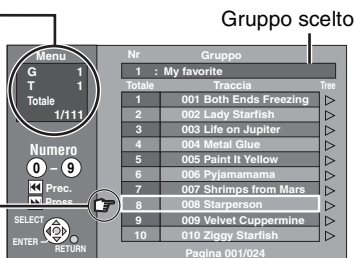 Gruppo scelto
Menu
G 1
T 1
Totale
1/111
Numero
0 – 9
Prec.
Pross.
SELECT
ENTER
RETURN
Nr Gruppo
1 : My favorite
Totale Traccia Tree
1 001 Both Ends Freezing
2 002 Lady Starfish
3 003 Life on Jupiter
4 004 Metal Glue
5 005 Paint It Yellow
6 006 Pyjamamama
7 007 Shrimps from Mars
8 008 Starperson
9 009 Velvet Cuppermine
10 010 Ziggy Starfish
Pagina 001/024